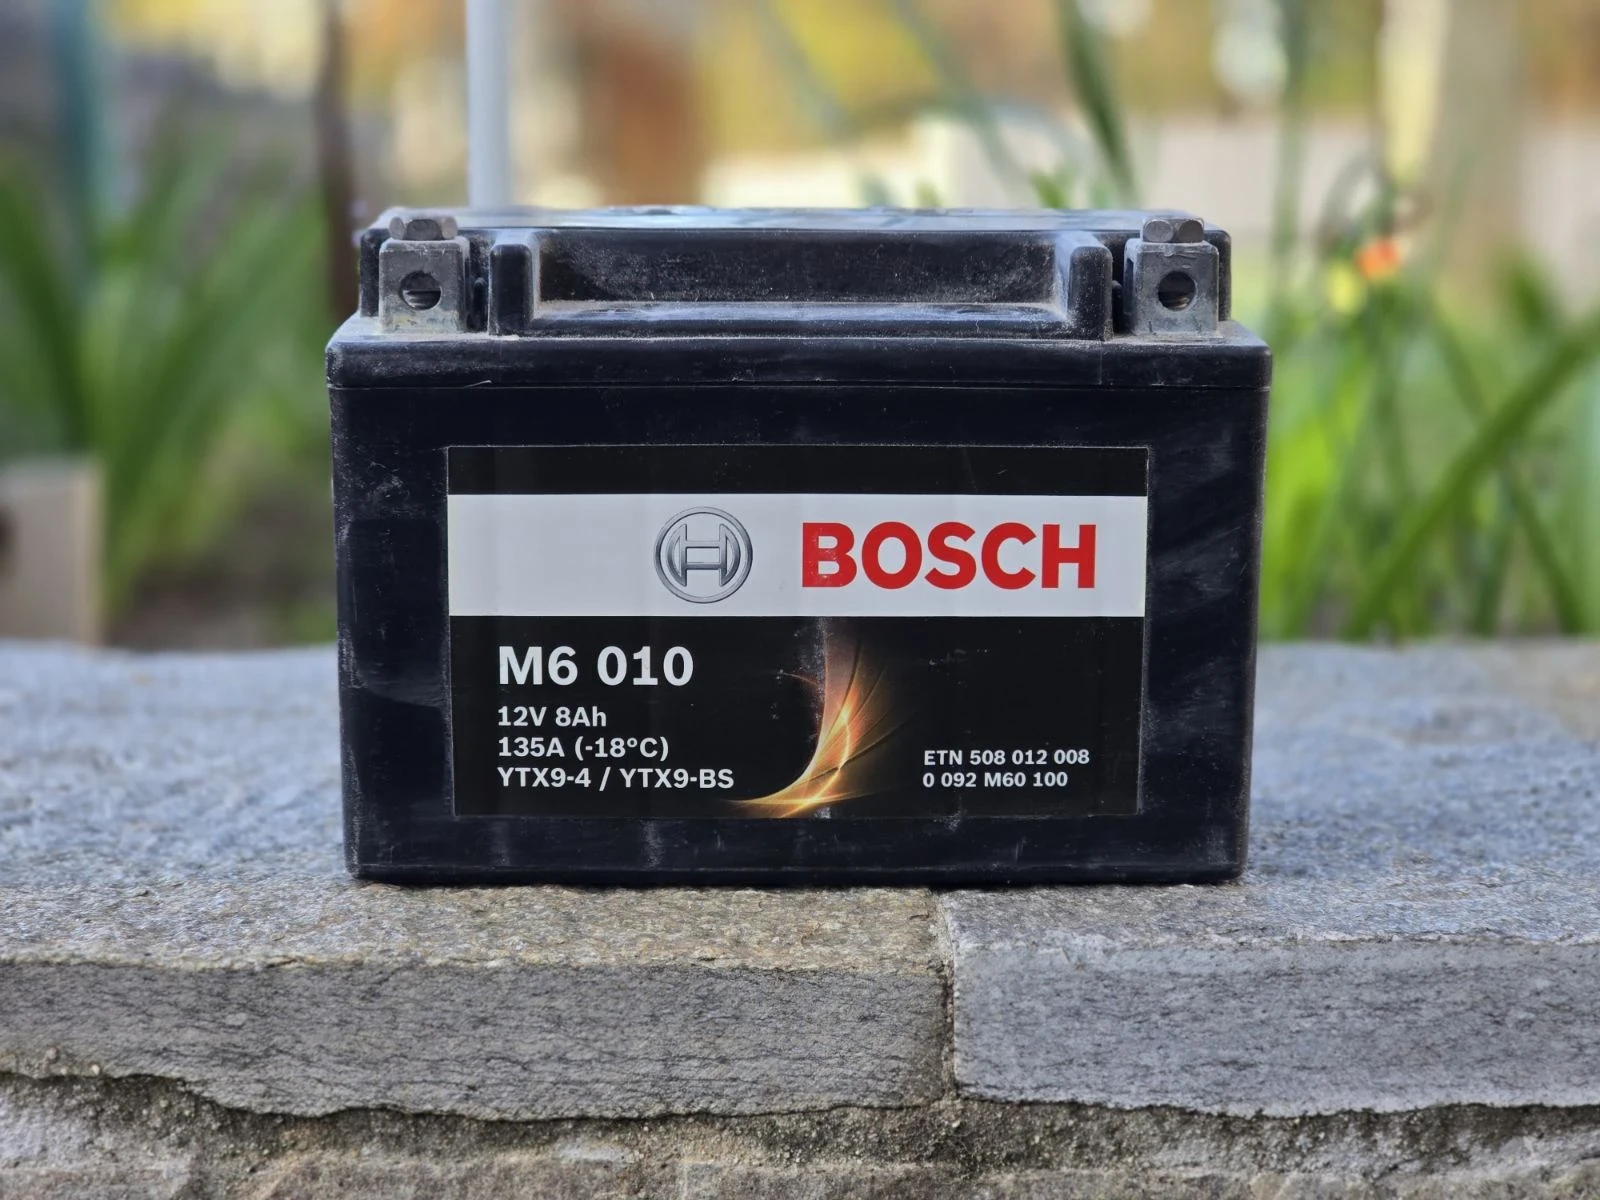 BOSCH
M6 010
12V 8Ah
135A (-18°C)
YTX9-4 / YTX9-BS
ETN 508 012 008
0 092 M60 100